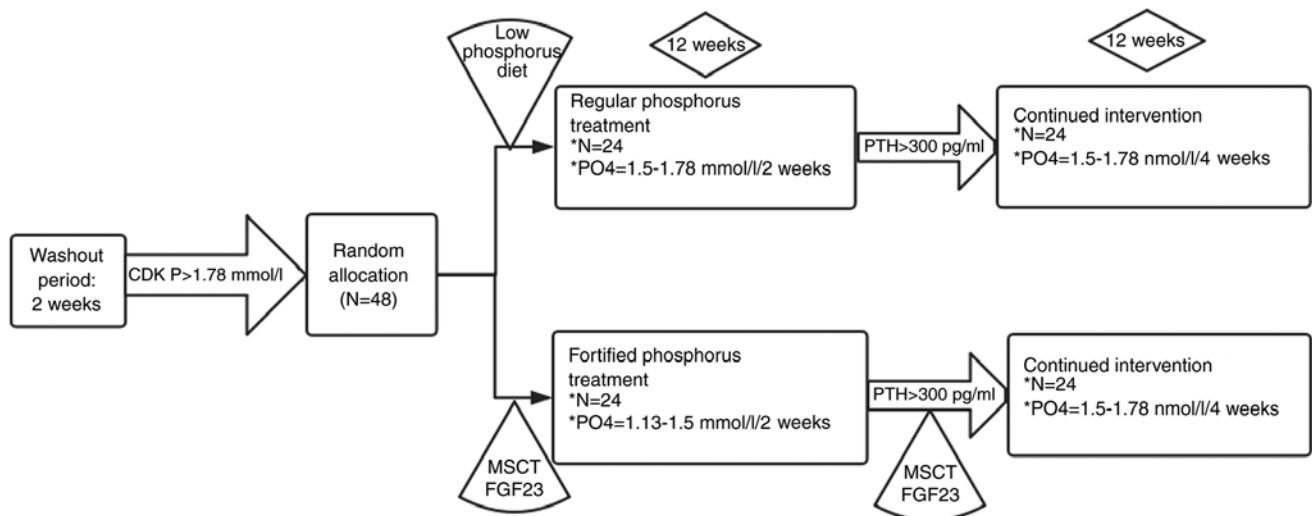 Washout
period:
2 weeks
CDK P>1.78 mmol/l
Random
allocation
(N=48)
Low
phosphorus
diet
12 weeks
Regular phosphorus
treatment
*N=24
*PO4=1.5-1.78 mmol/l/2 weeks
PTH>300 pg/ml
12 weeks
Continued intervention
*N=24
*PO4=1.5-1.78 nmol/l/4 weeks
MSCT
FGF23
Fortified phosphorus
treatment
*N=24
*PO4=1.13-1.5 mmol/l/2 weeks
PTH>300 pg/ml
MSCT
FGF23
Continued intervention
*N=24
*PO4=1.5-1.78 nmol/l/4 weeks